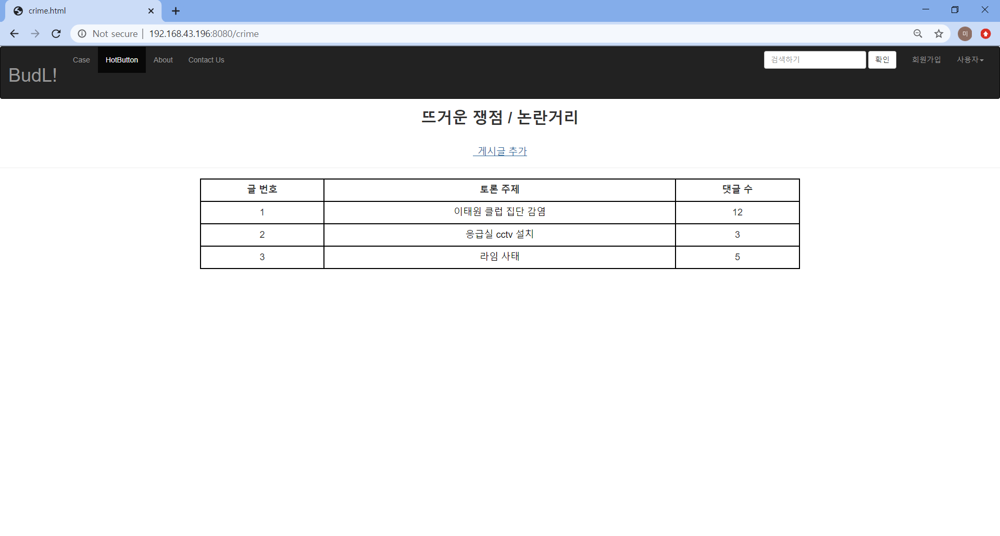 crime.html
Not secure | 192.168.43.196:8080/crime
미
BudL! Case HotButton About Contact Us 검색하기 확인 회원가입 사용자
뜨거운 쟁점 / 논란거리
게시글 추가
글 번호 토론 주제 댓글 수
1 이태원 클럽 집단 감염 12
2 응급실 cctv 설치 3
3 라임 사태 5